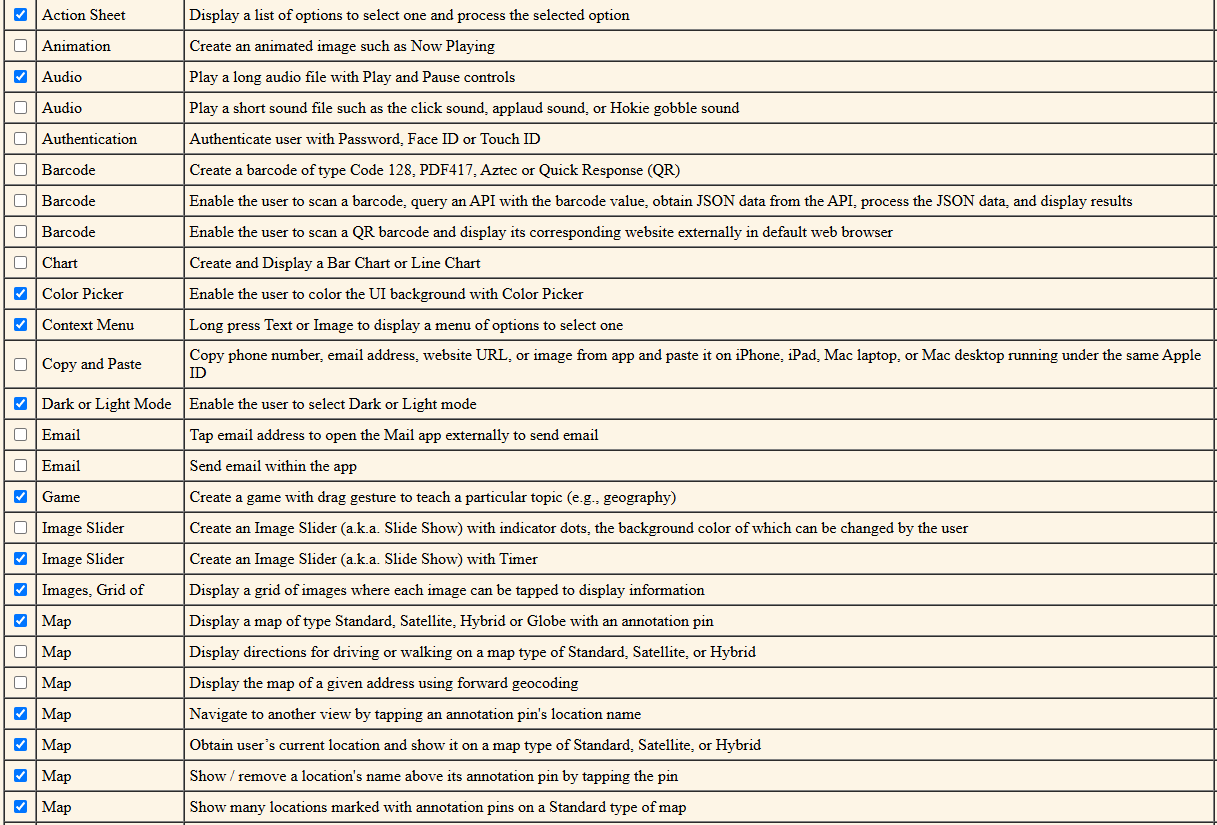 Action Sheet Display a list of options to select one and process the selected option
Animation Create an animated image such as Now Playing
Audio Play a long audio file with Play and Pause controls
Audio Play a short sound file such as the click sound, applaud sound, or Hokie gobble sound
Authentication Authenticate user with Password, Face ID or Touch ID
Barcode Create a barcode of type Code 128, PDF417, Aztec or Quick Response (QR)
Barcode Enable the user to scan a barcode, query an API with the barcode value, obtain JSON data from the API, process the JSON data, and display results
Barcode Enable the user to scan a QR barcode and display its corresponding website externally in default web browser
Chart Create and Display a Bar Chart or Line Chart
Color Picker Enable the user to color the UI background with Color Picker
Context Menu Long press Text or Image to display a menu of options to select one
Copy and Paste Copy phone number, email address, website URL, or image from app and paste it on iPhone, iPad, Mac laptop, or Mac desktop running under the same Apple
ID
Dark or Light Mode Enable the user to select Dark or Light mode
Email Tap email address to open the Mail app externally to send email
Email Send email within the app
Game Create a game with drag gesture to teach a particular topic (e.g., geography)
Image Slider Create an Image Slider (a.k.a. Slide Show) with indicator dots, the background color of which can be changed by the user
Image Slider Create an Image Slider (a.k.a. Slide Show) with Timer
Images, Grid of Display a grid of images where each image can be tapped to display information
Map Display a map of type Standard, Satellite, Hybrid or Globe with an annotation pin
Map Display directions for driving or walking on a map type of Standard, Satellite, or Hybrid
Map Display the map of a given address using forward geocoding
Map Navigate to another view by tapping an annotation pin's location name
Map Obtain user’s current location and show it on a map type of Standard, Satellite, or Hybrid
Map Show / remove a location's name above its annotation pin by tapping the pin
Map Show many locations marked with annotation pins on a Standard type of map